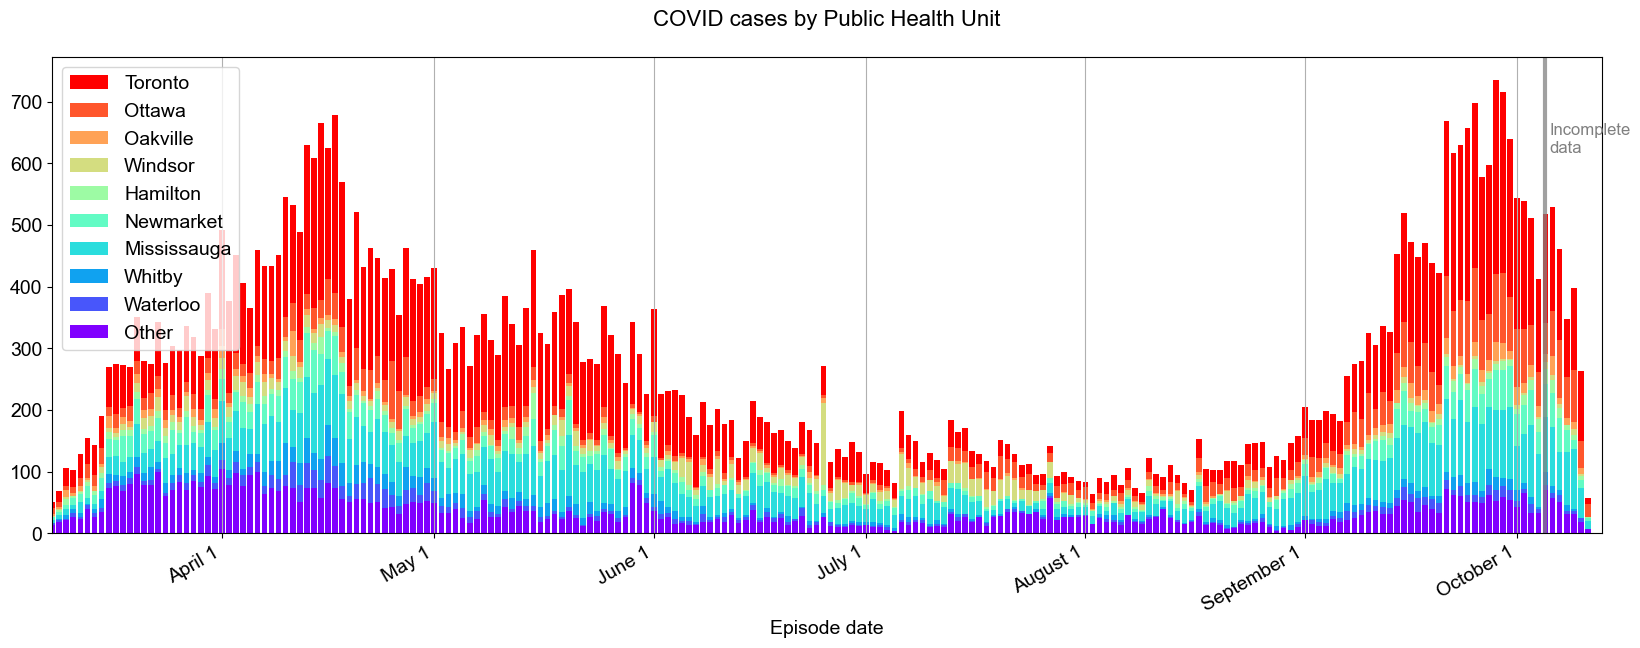 COVID cases by Public Health Unit
700
600
500
400
300
200
100
0
Toronto
Ottawa
Oakville
Windsor
Hamilton
Newmarket
Mississauga
Whitby
Waterloo
Other
Incomplete
data
April 1
May 1
June 1
July 1
August 1
September 1
October 1
Episode date